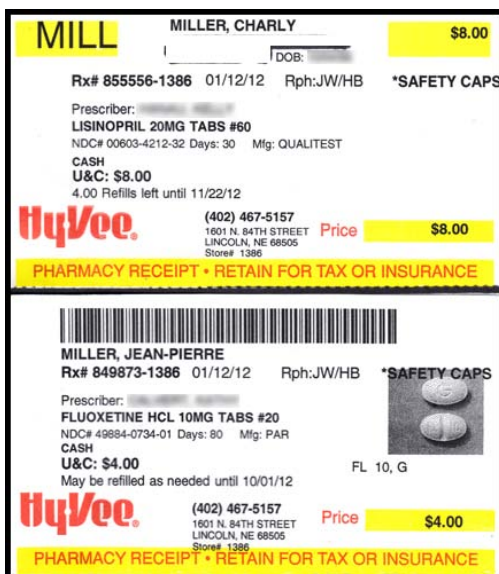 MILL
MILLER, CHARLY
$8.00
DOB:
Rx# 855556-1386 01/12/12 Rph:JW/HB *SAFETY CAPS
Prescriber:
LISINOPRIL 20MG TABS #60
NDC# 00603-4212-32 Days: 30 Mfg: QUALITEST
CASH
U&C: $8.00
4.00 Refills left until 11/22/12
HyVee.
(402) 467-5157
1601 N. 84TH STREET
LINCOLN, NE 68505
Store# 1386
Price $8.00
PHARMACY RECEIPT • RETAIN FOR TAX OR INSURANCE
MILLER, JEAN-PIERRE
Rx# 849873-1386 01/12/12 Rph:JW/HB *SAFETY CAPS
Prescriber:
FLUOXETINE HCL 10MG TABS #20
NDC# 49884-0734-01 Days: 80 Mfg: PAR
CASH
U&C: $4.00
FL 10, G
May be refilled as needed until 10/01/12
HyVee.
(402) 467-5157
1601 N. 84TH STREET
LINCOLN, NE 68505
Store# 1386
Price $4.00
PHARMACY RECEIPT • RETAIN FOR TAX OR INSURANCE